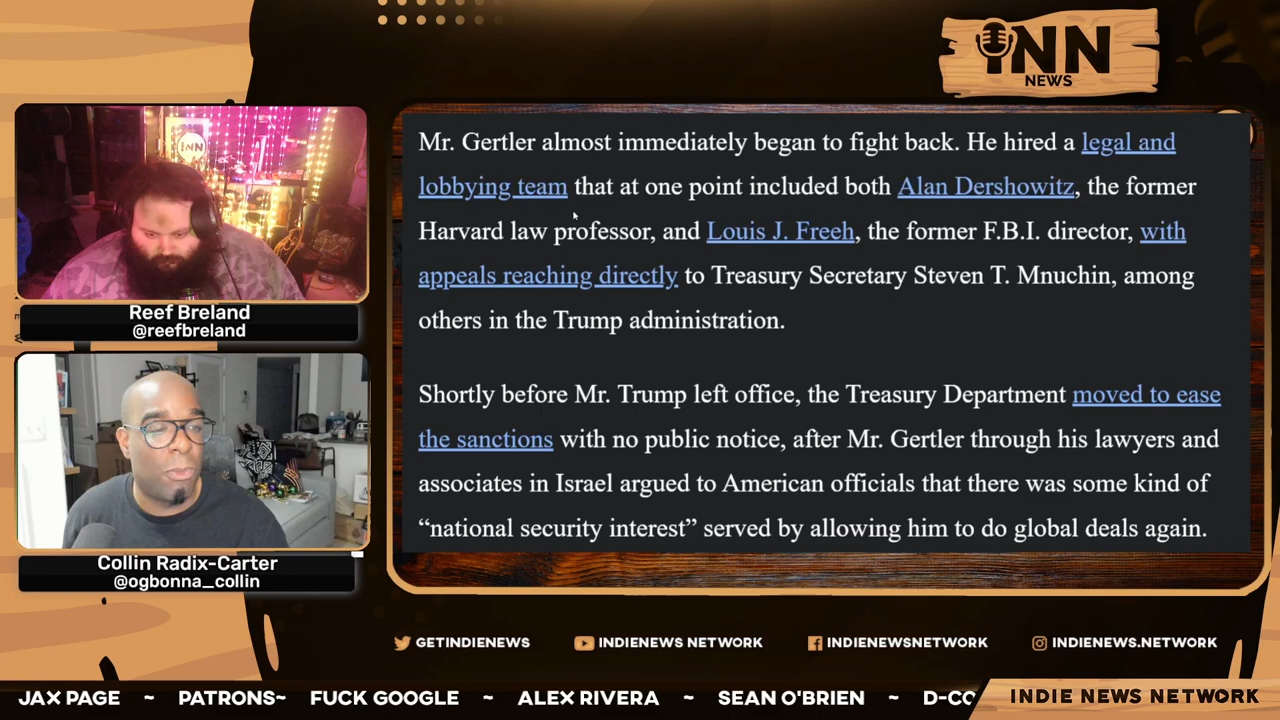 INN
NEWS
INN
Mr. Gertler almost immediately began to fight back. He hired a legal and
lobbying team that at one point included both Alan Dershowitz, the former
Harvard law professor, and Louis J. Freeh, the former F.B.I. director, with
appeals reaching directly to Treasury Secretary Steven T. Mnuchin, among
others in the Trump administration.
Shortly before Mr. Trump left office, the Treasury Department moved to ease
the sanctions with no public notice, after Mr. Gertler through his lawyers and
associates in Israel argued to American officials that there was some kind of
“national security interest” served by allowing him to do global deals again.
Reef Breland
@reefbreland
Collin Radix-Carter
@ogbonna_collin
GETINDIENEWS
INDIENEWS NETWORK
INDIENEWSNETWORK
INDIENEWS.NETWORK
JAX PAGE ~ PATRONS~ FUCK GOOGLE ~ ALEX RIVERA ~ SEAN O'BRIEN ~ D-CO
INDIE NEWS NETWORK